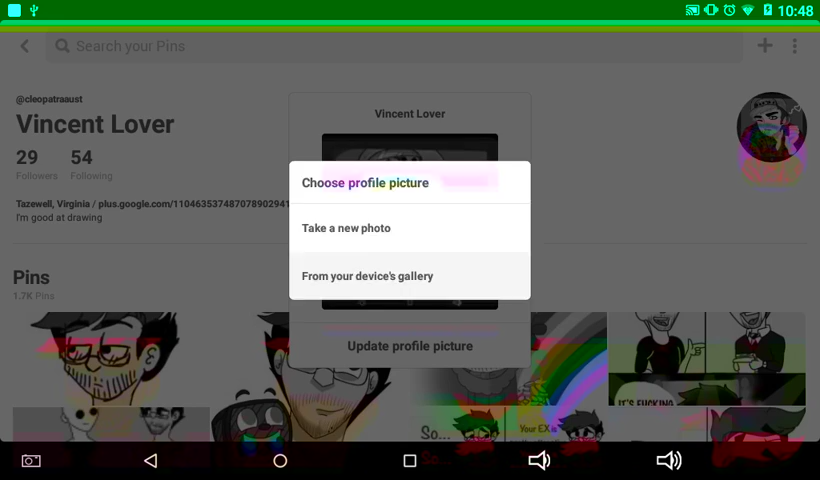 10:48
Search your Pins
@cleopatraaust
Vincent Lover
29 54
Followers Following
Tazewell, Virginia / plus.google.com/110463537487078902941
I'm good at drawing
Vincent Lover
Choose profile picture
Take a new photo
From your device's gallery
Update profile picture
Pins
1.7K Pins
IT'S FUCKING
So...
Your EX is
So...